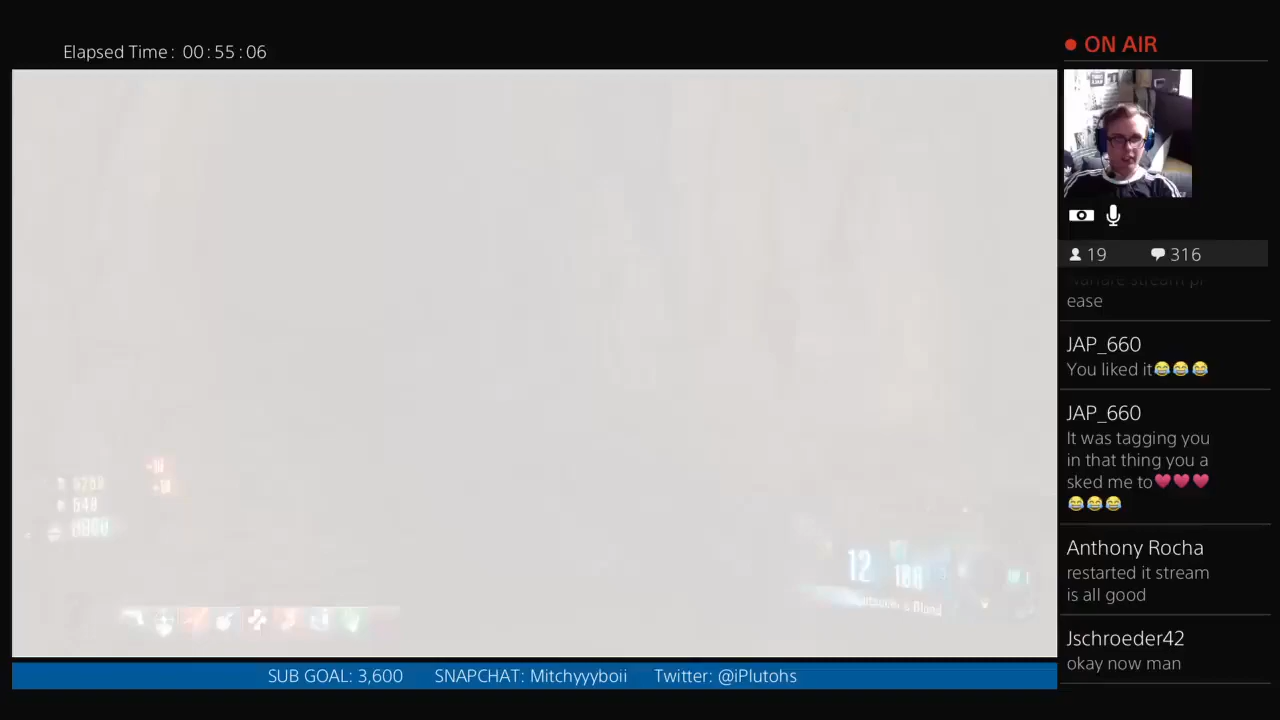 Elapsed Time: 00:55:06
ON AIR
19 316
ease
JAP_660
You liked it😂😂😂
JAP_660
It was tagging you
in that thing you a
sked me to❤❤❤
😂😂😂
Anthony Rocha
restarted it stream
is all good
Jschroeder42
okay now man
12
SUB GOAL: 3,600 SNAPCHAT: Mitchyyyboii Twitter: @iPlutohs